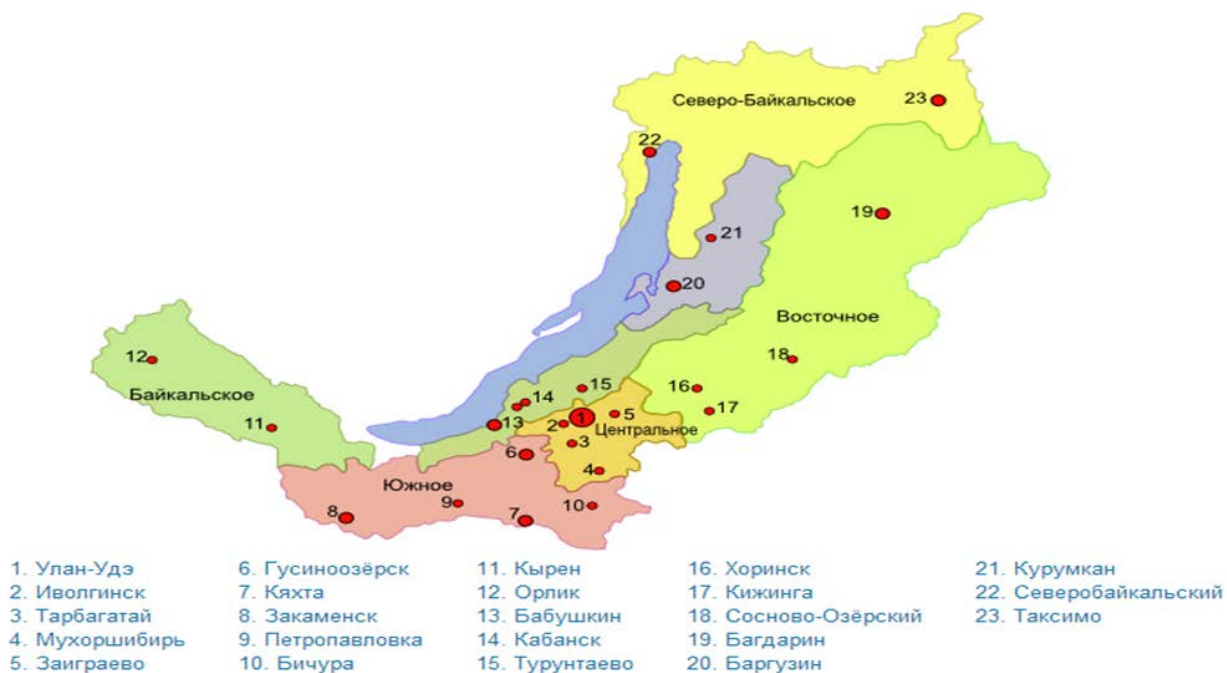 Северо-Байкальское
23
22
19
21
20
Восточное
12
18
Байкальское
15
16
14
11
13
1
5
17
2
Центральное
3
6
4
Южное
9
10
8
7
1. Улан-Удэ
2. Иволгинск
3. Тарбагатай
4. Мухоршибирь
5. Заиграево
6. Гусиноозёрск
7. Кяхта
8. Закаменск
9. Петропавловка
10. Бичура
11. Кырен
12. Орлик
13. Бабушкин
14. Кабанск
15. Турунтаево
16. Хоринск
17. Кижинга
18. Сосново-Озёрский
19. Багдарин
20. Баргузин
21. Курумкан
22. Северобайкальский
23. Таксимо